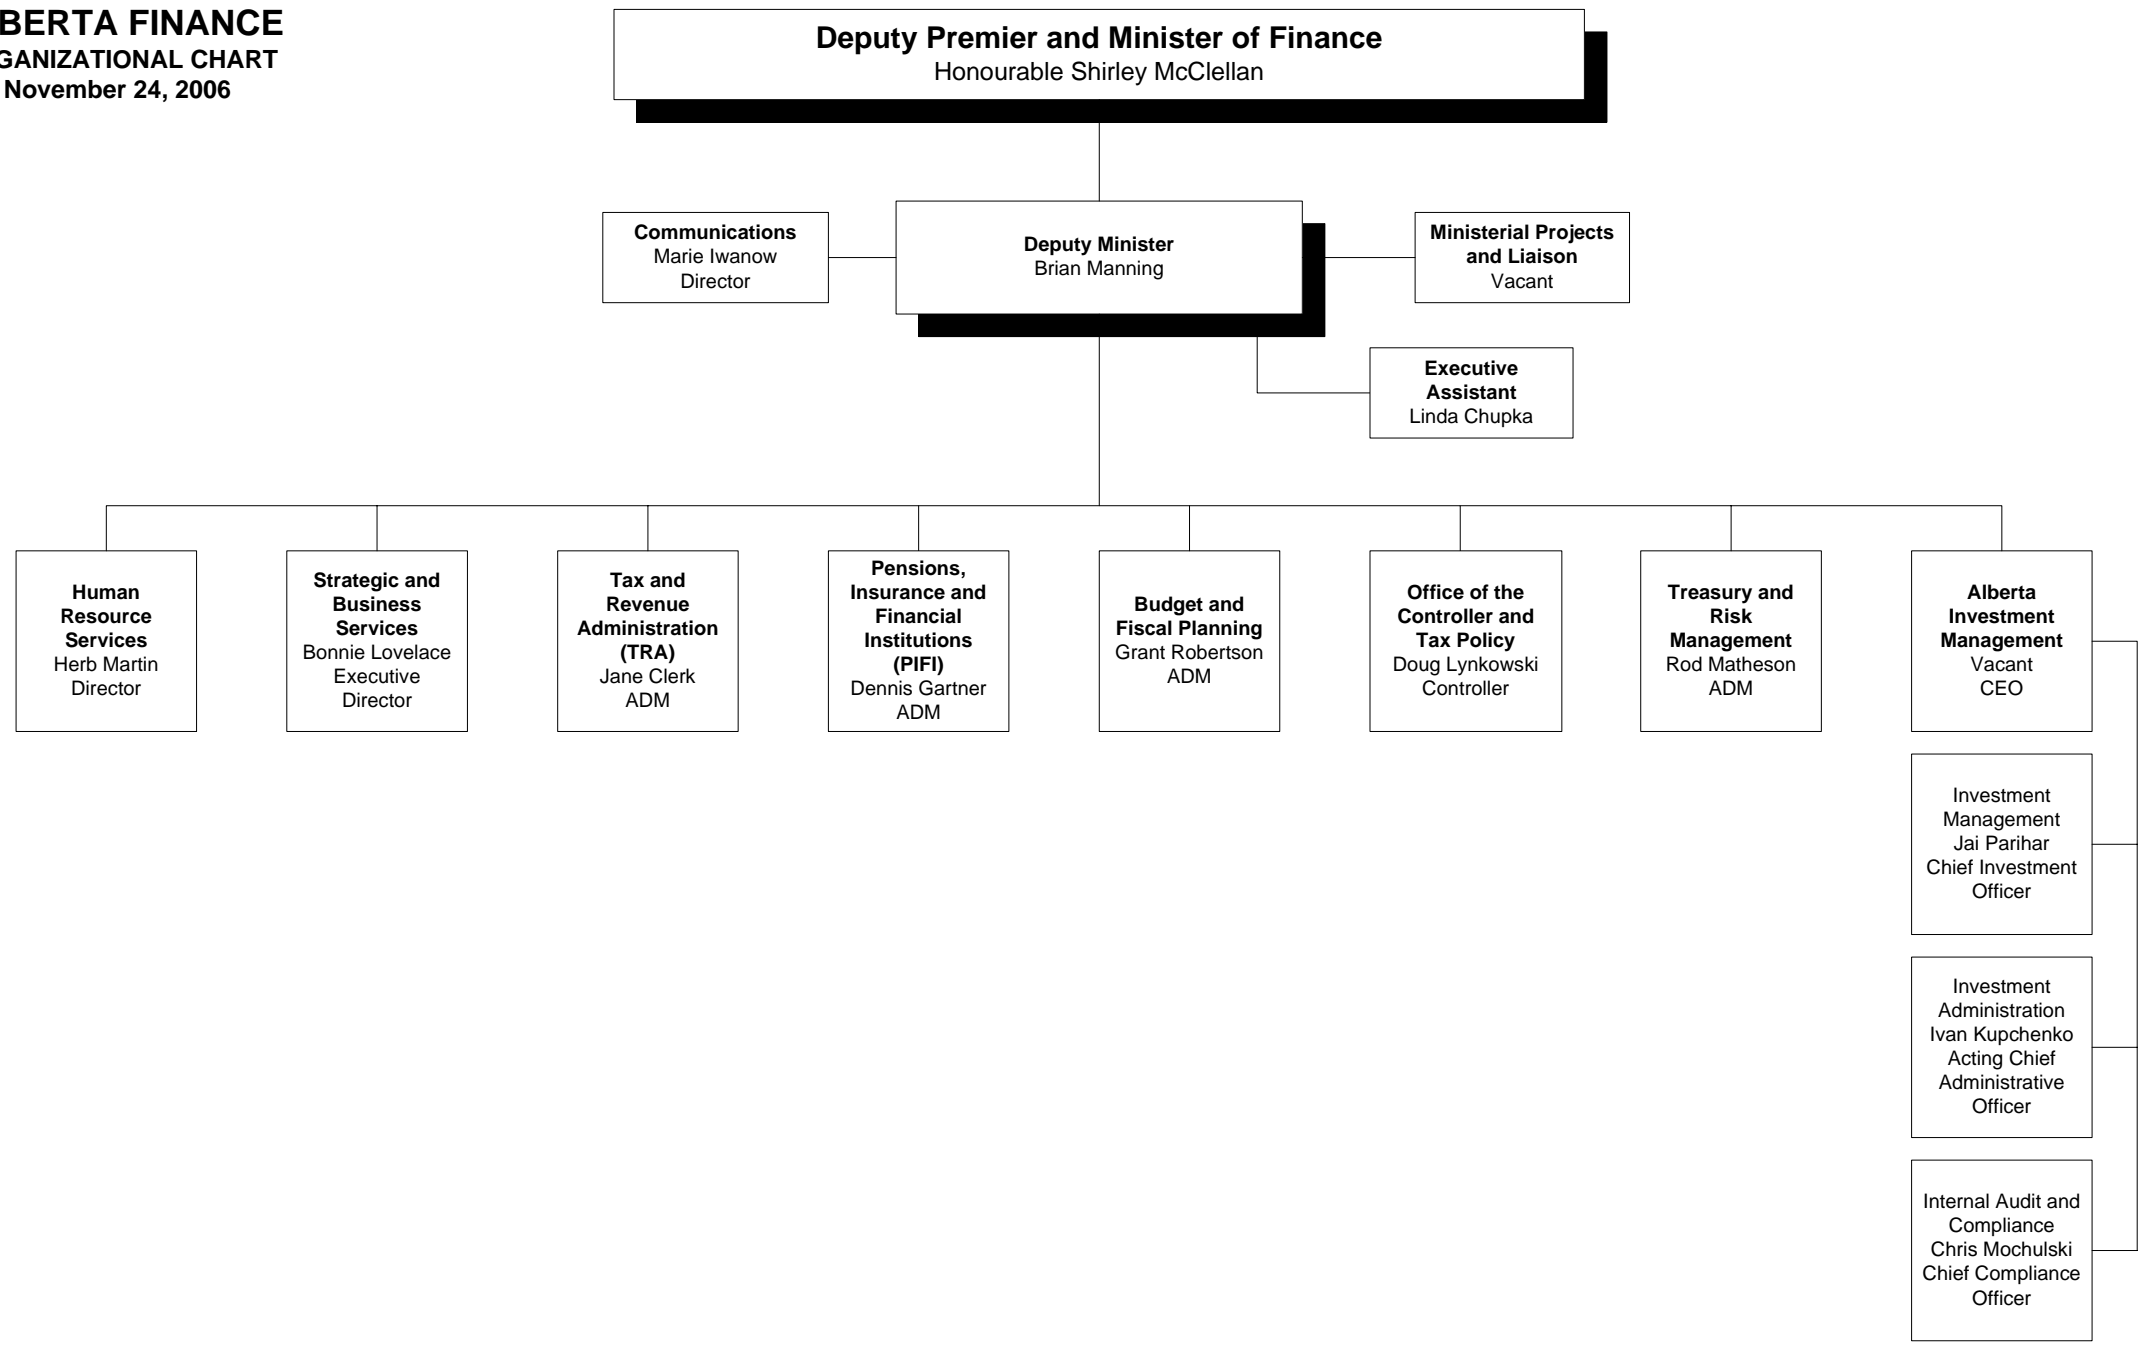 BERTA FINANCE
GANIZATIONAL CHART
November 24, 2006
Deputy Premier and Minister of Finance
Honourable Shirley McClellan
Communications
Marie Iwanow
Director
Deputy Minister
Brian Manning
Ministerial Projects
and Liaison
Vacant
Executive
Assistant
Linda Chupka
Human
Resource
Services
Herb Martin
Director
Strategic and
Business
Services
Bonnie Lovelace
Executive
Director
Tax and
Revenue
Administration
(TRA)
Jane Clerk
ADM
Pensions,
Insurance and
Financial
Institutions
(PIFI)
Dennis Gartner
ADM
Budget and
Fiscal Planning
Grant Robertson
ADM
Office of the
Controller and
Tax Policy
Doug Lynkowski
Controller
Treasury and
Risk
Management
Rod Matheson
ADM
Alberta
Investment
Management
Vacant
CEO
Investment
Management
Jai Parihar
Chief Investment
Officer
Investment
Administration
Ivan Kupchenko
Acting Chief
Administrative
Officer
Internal Audit and
Compliance
Chris Mochulski
Chief Compliance
Officer